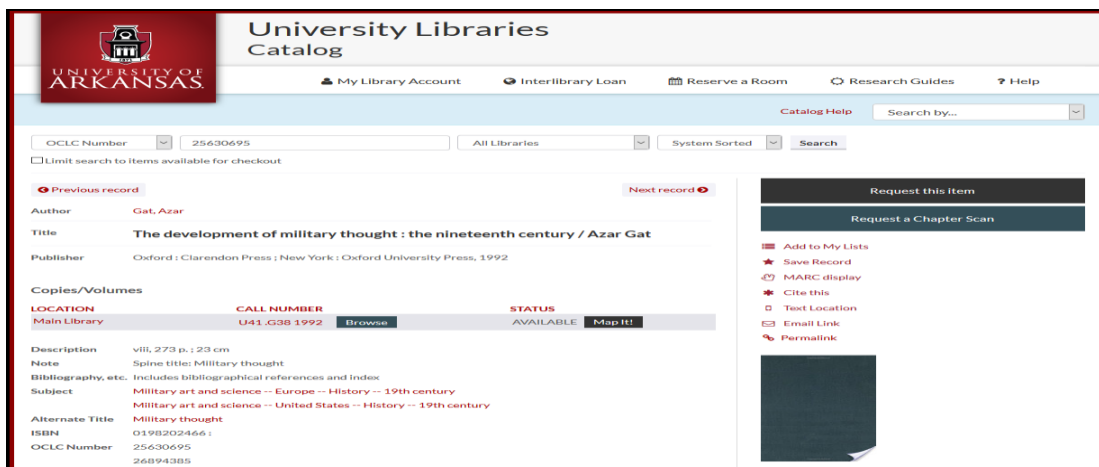 University Libraries
Catalog
UNIVERSITY OF
ARKANSAS.
My Library Account Interlibrary Loan Reserve a Room Research Guides ? Help
Catalog Help Search by...
OCLC Number 25630695 All Libraries System Sorted Search
Limit search to items available for checkout
Previous record Next record
Author Gat, Azar
Title The development of military thought : the nineteenth century / Azar Gat
Publisher Oxford : Clarendon Press ; New York : Oxford University Press, 1992
Copies/Volumes
LOCATION CALL NUMBER STATUS
Main Library U41 .G38 1992 Browse AVAILABLE Map It!
Description viii, 273 p. ; 23 cm
Note Spine title: Military thought
Bibliography, etc. Includes bibliographical references and index
Subject Military art and science -- Europe -- History -- 19th century
Military art and science -- United States -- History -- 19th century
Alternate Title Military thought
ISBN 0198202466 :
OCLC Number 25630695
26894385
Request this item
Request a Chapter Scan
Add to My Lists
Save Record
MARC display
Cite this
Text Location
Email Link
Permalink